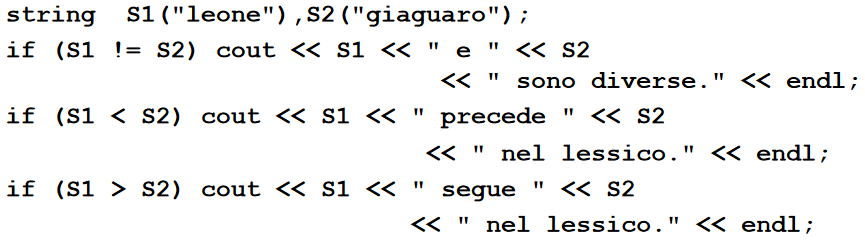 string  S1("leone"),S2("giaguaro");
if (S1 != S2) cout << S1 << " e " << S2
<< " sono diverse." << endl;
if (S1 < S2) cout << S1 << " precede " << S2
<< " nel lessico." << endl;
if (S1 > S2) cout << S1 << " segue " << S2
<< " nel lessico." << endl;